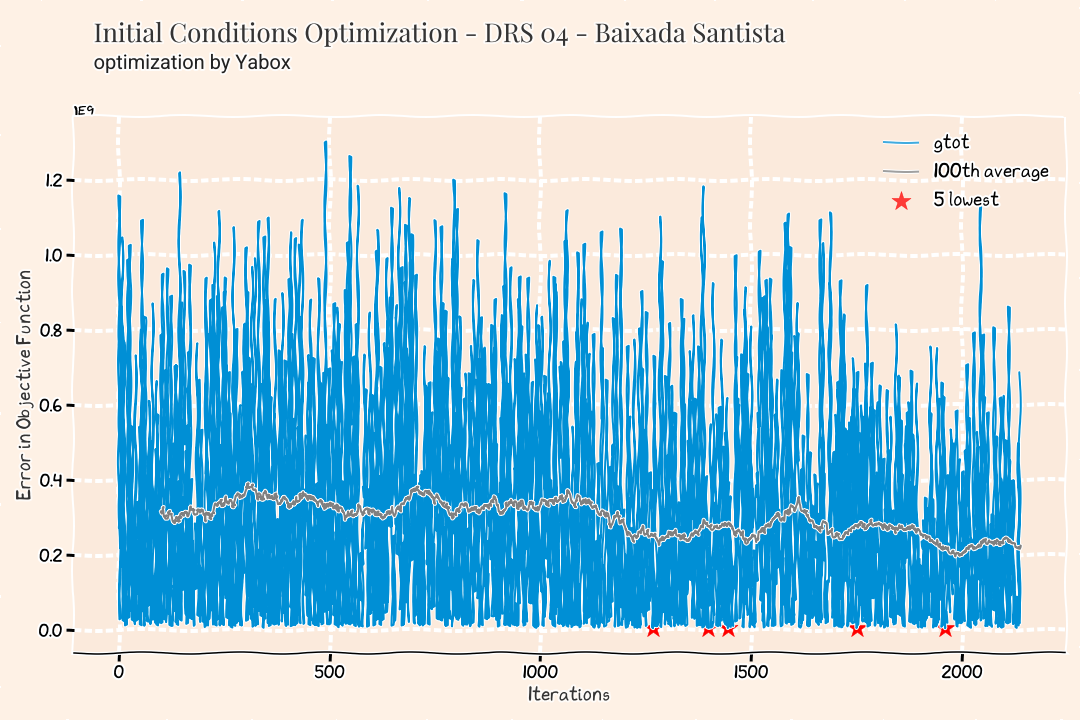 Initial Conditions Optimization - DRS 04 - Baixada Santista
optimization by Yabox
1E9
gtot
100th average
5 lowest
1.2
1.0
0.8
0.6
0.4
0.2
0.0
Error in Objective Function
0 500 1000 1500 2000
Iterations